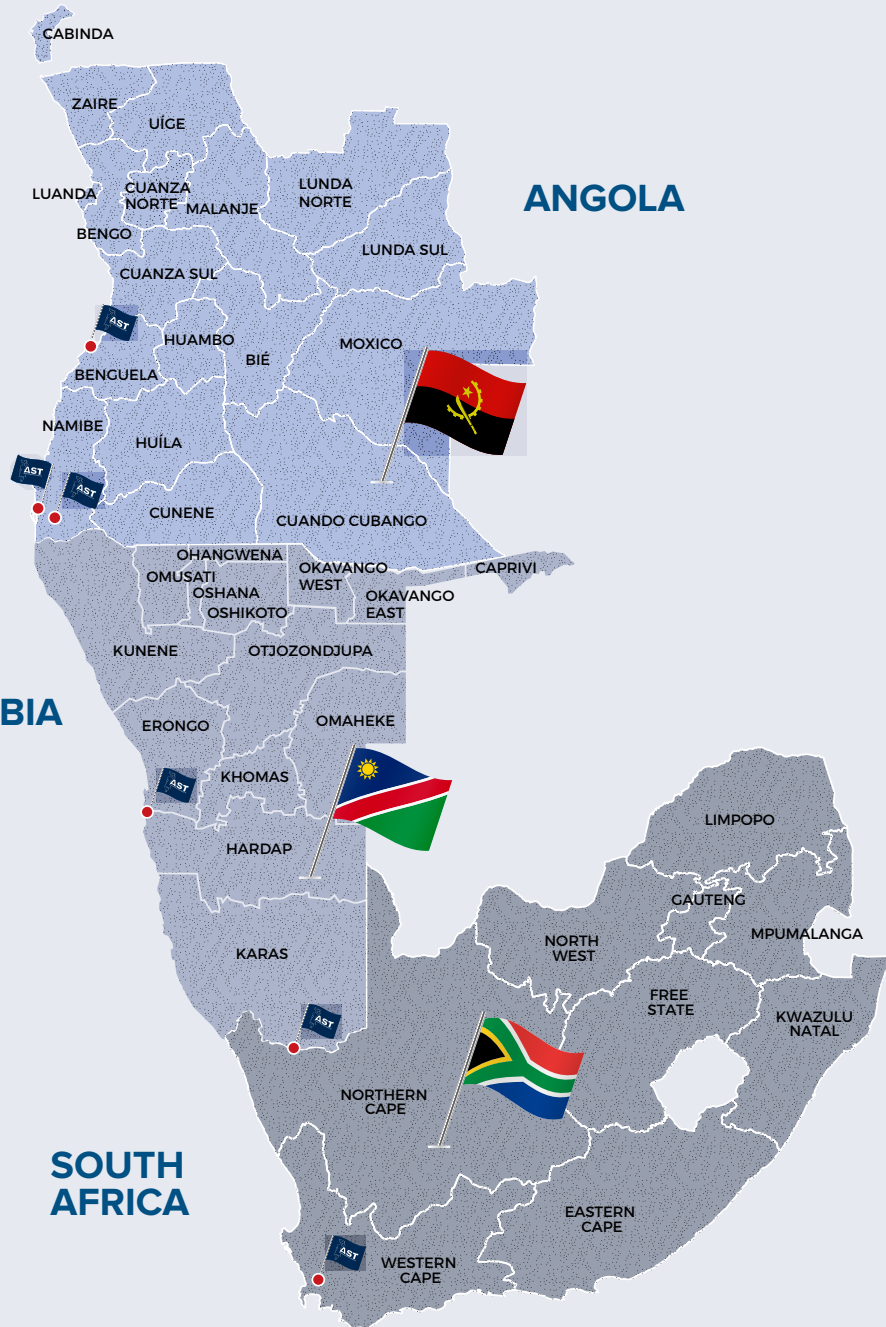 CABINDA
ZAIRE
UÍGE
ANGOLA
LUANDA
CUANZA
NORTE
MALANJE
LUNDA
NORTE
BENGO
LUNDA SUL
CUANZA SUL
AST
HUAMBO
BIÉ
MOXICO
BENGUELA
NAMIBE
HUÍLA
AST
AST
CUNENE
CUANDO CUBANGO
OHANGWENA
OMUSATI
OSHANA
OSHIKOTO
OKAVANGO
WEST
OKAVANGO
EAST
CAPRIVI
KUNENE
OTJOZONDJUPA
BIA
ERONGO
OMAHEKE
AST
KHOMAS
HARDAP
LIMPOPO
GAUTENG
MPUMALANGA
NORTH
WEST
KARAS
FREE
STATE
KWAZULU
NATAL
AST
NORTHERN
CAPE
SOUTH
AFRICA
EASTERN
CAPE
AST
WESTERN
CAPE